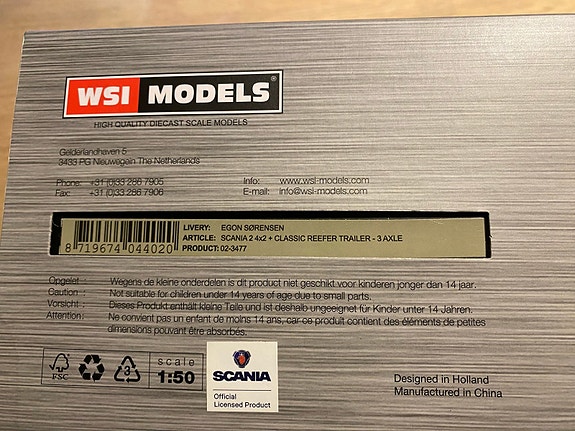 WSI MODELS®
HIGH QUALITY DIECAST SCALE MODELS
Gelderlandhaven 5
3433 PG Nieuwegein The Netherlands
Phone: +31 (0)33 286 7905 Info: www.wsi-models.com
Fax: +31 (0)33 286 7906 E-mail: info@wsi-models.com
LIVERY: EGON SØRENSEN
ARTICLE: SCANIA 2 4x2 + CLASSIC REEFER TRAILER - 3 AXLE
PRODUCT: 02-3477
8 719674 044020
Opgelet : Wegens de kleine onderdelen is dit product niet geschikt voor kinderen jonger dan 14 jaar.
Caution : Not suitable for children under 14 years of age due to small parts.
Vorsicht : Dieses Produkt enthält kleine Teile und ist deshalb ungeeignet für Kinder unter 14 Jahren.
Attention: Ne convient pas un enfant de moins 14 ans, car ce produit contient des éléments de petites
dimensions pouvant être absorbés.
FSC
3
scale
1:50
SCANIA
Official
Licensed Product
Designed in Holland
Manufactured in China